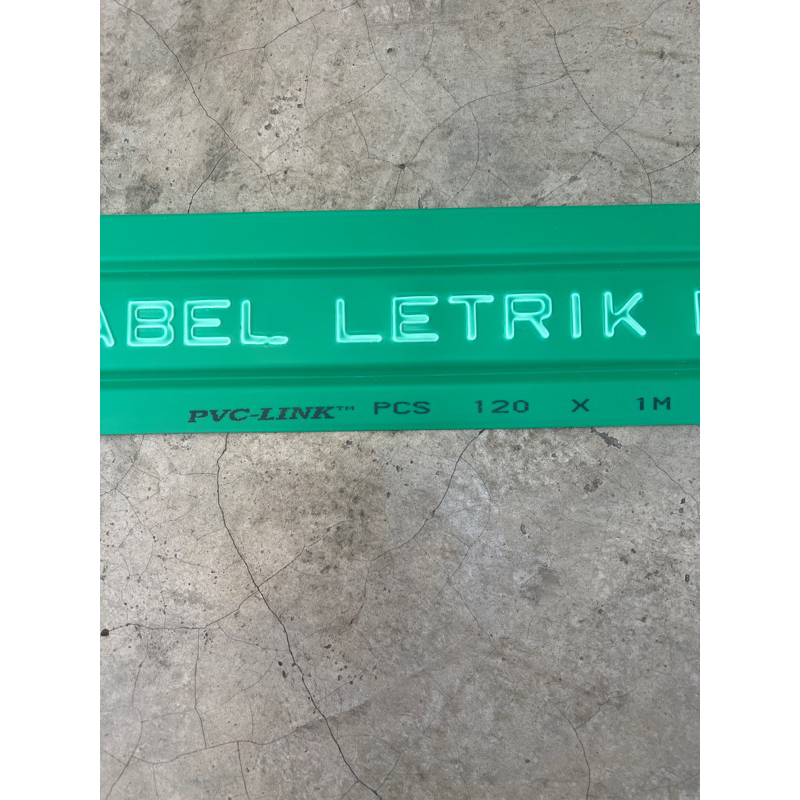 ABEL LETRIK
PVC-LINK™ PCS 120 X 1M